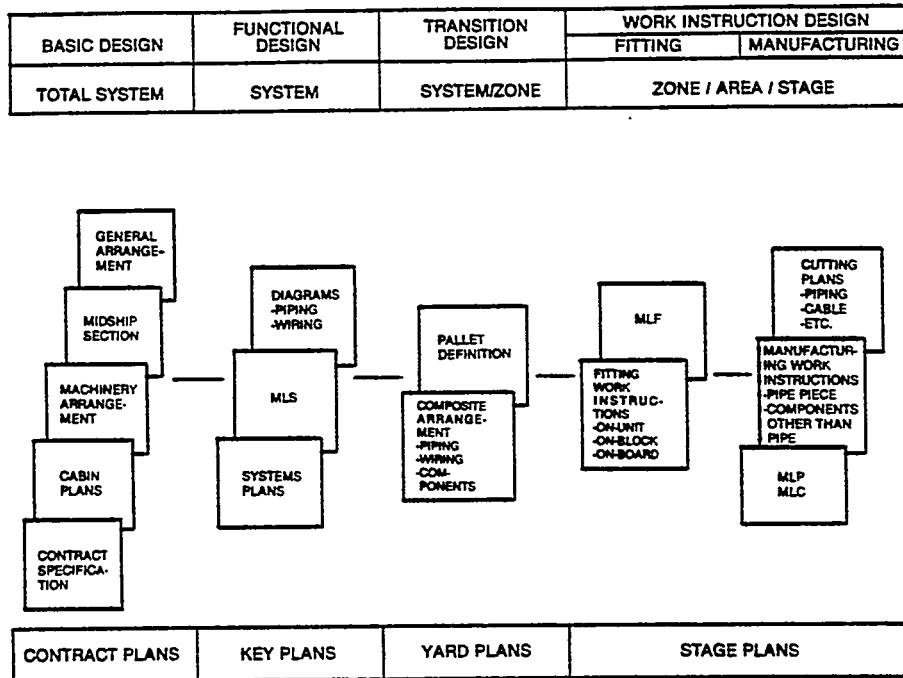 BASIC DESIGN
FUNCTIONAL
DESIGN
TRANSITION
DESIGN
WORK INSTRUCTION DESIGN
FITTING
MANUFACTURING
TOTAL SYSTEM
SYSTEM
SYSTEM/ZONE
ZONE / AREA / STAGE
GENERAL
ARRANGE-
MENT
MIDSHIP
SECTION
MACHINERY
ARRANGE-
MENT
CABIN
PLANS
CONTRACT
SPECIFICA-
TION
DIAGRAMS
-PIPING
-WIRING
MLS
SYSTEMS
PLANS
PALLET
DEFINITION
COMPOSITE
ARRANGE-
MENT
-PIPING
-WIRING
-COM-
PONENTS
MLF
FITTING
WORK
INSTRUC-
TIONS
-ON-UNIT
-ON-BLOCK
-ON-BOARD
CUTTING
PLANS
-PIPING
-CABLE
-ETC.
MANUFACTUR-
ING WORK
INSTRUCTIONS
-PIPE PIECE
-COMPONENTS
OTHER THAN
PIPE
MLP
MLC
CONTRACT PLANS
KEY PLANS
YARD PLANS
STAGE PLANS